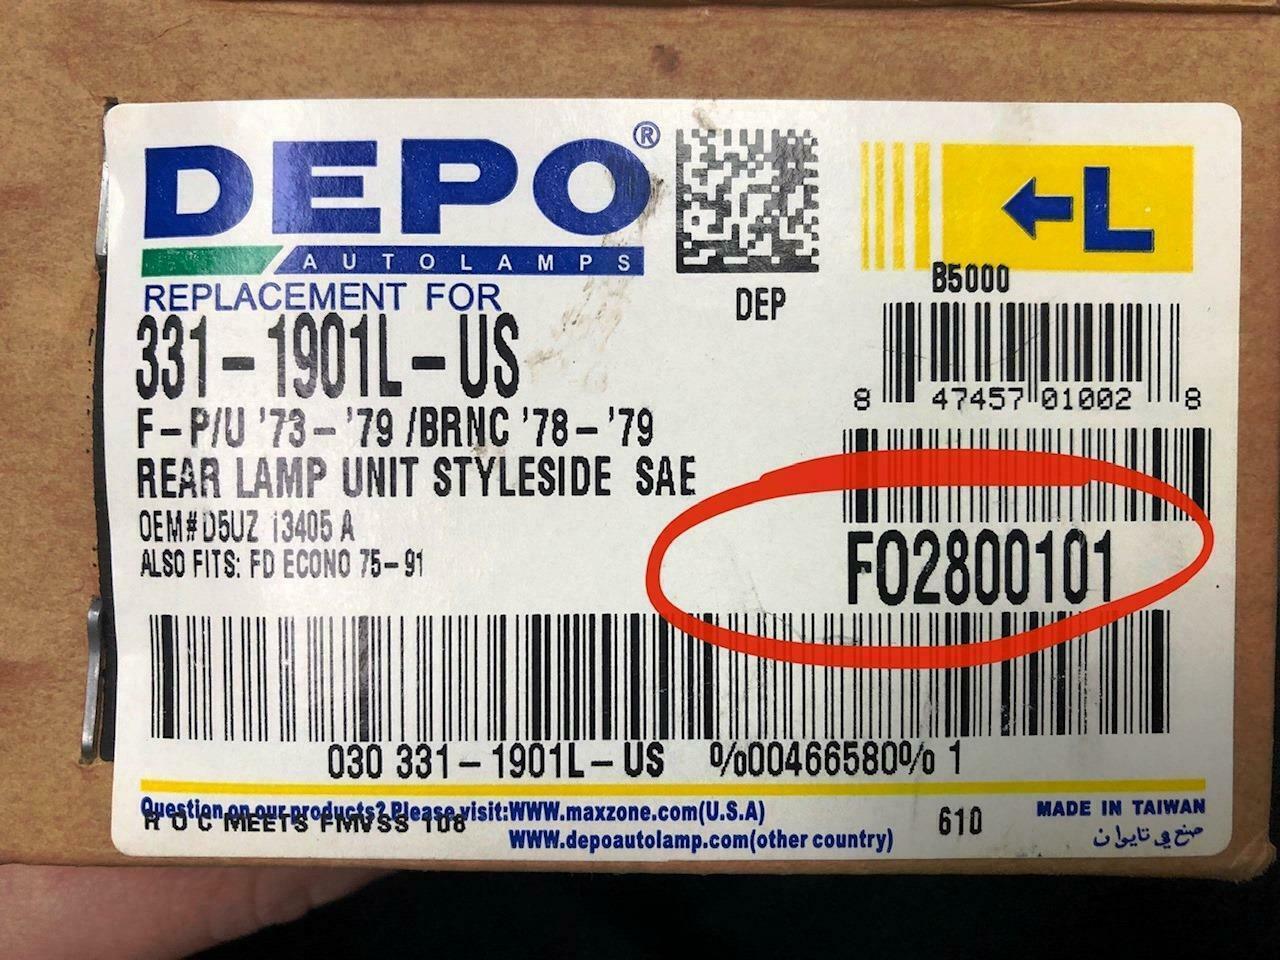 DEPO®
AUTOLAMPS
REPLACEMENT FOR
331-1901L-US
F-P/U '73-'79 /BRNC '78-'79
REAR LAMP UNIT STYLESIDE SAE
OEM#D5UZ 13405 A
ALSO FITS: FD ECONO 75-91
DEP
←L
B5000
8 47457 01002 8
FO2800101
030 331-1901L-US %00466580% 1
Question on our products? Please visit:WWW.maxzone.com(U.S.A)
R O C MEETS FMVSS 108
WWW.depoautolamp.com(other country)
610
MADE IN TAIWAN
صنع في تايوان